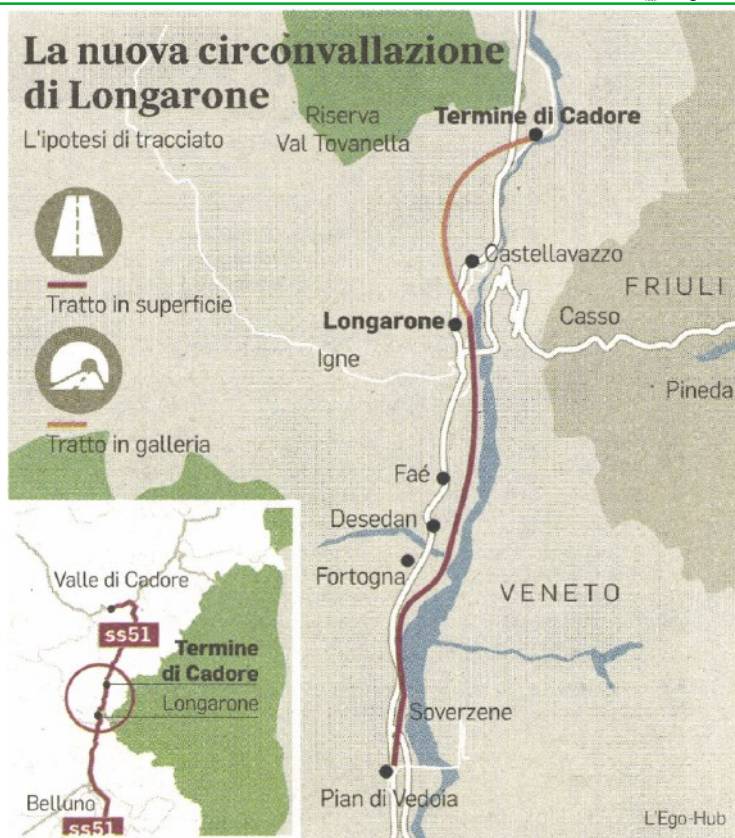 La nuova circonvallazione
di Longarone
L'ipotesi di tracciato
Riserva
Val Tovanella
Termine di Cadore
Tratto in superficie
Tratto in galleria
Castellavazzo
FRIULI
Longarone
Casso
Igne
Pineda
Faé
Desedan
Fortogna
VENETO
Soverzene
Pian di Vedoia
Valle di Cadore
ss51
Termine
di Cadore
Longarone
Belluno
ss51
L'Ego-Hub